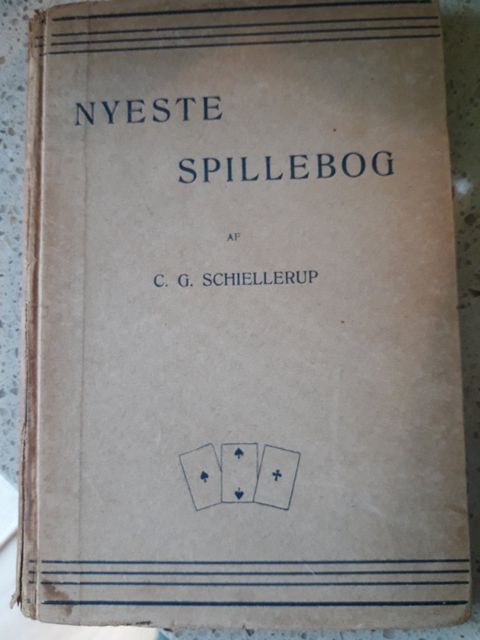 NYESTE
SPILLEBOG
AF
C. G. SCHIELLERUP